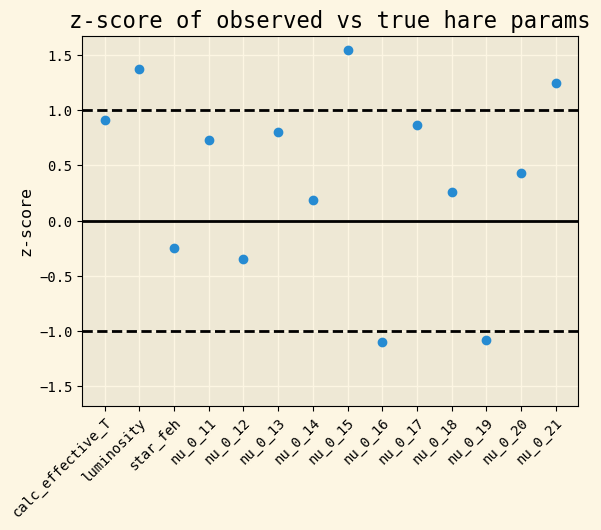 z-score of observed vs true hare params
z-score
1.5
1.0
0.5
0.0
−0.5
−1.0
−1.5
calc_effective_T
luminosity
star_feh
nu_0_11
nu_0_12
nu_0_13
nu_0_14
nu_0_15
nu_0_16
nu_0_17
nu_0_18
nu_0_19
nu_0_20
nu_0_21